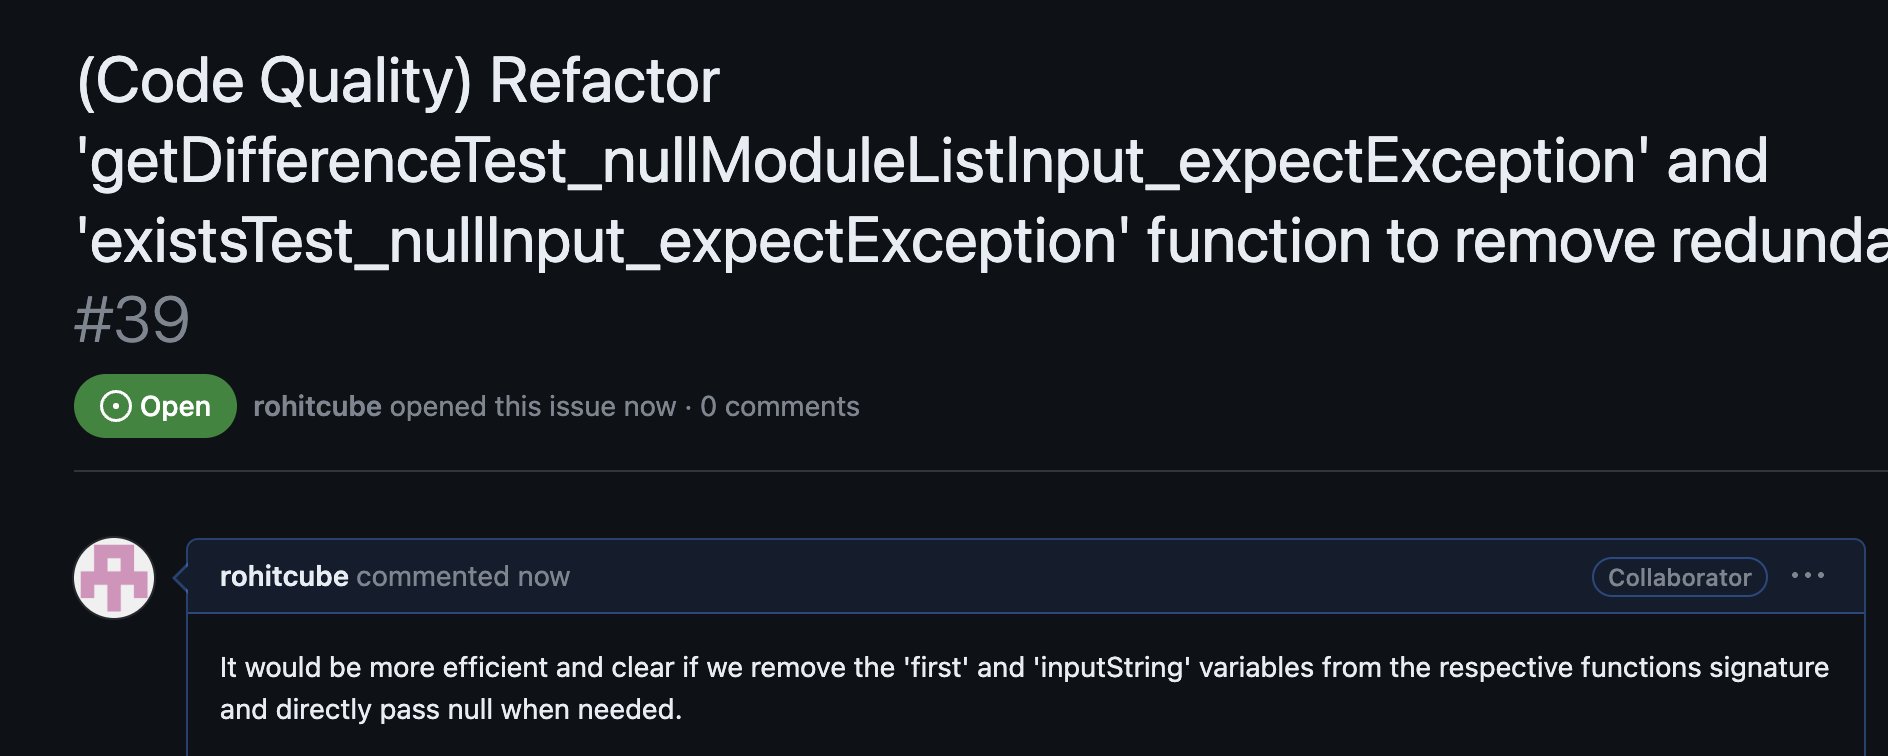 (Code Quality) Refactor
'getDifferenceTest_nullModuleListInput_expectException' and
'existsTest_nullInput_expectException' function to remove redunda
#39
Open rohitcube opened this issue now · 0 comments
rohitcube commented now Collaborator ···
It would be more efficient and clear if we remove the 'first' and 'inputString' variables from the respective functions signature
and directly pass null when needed.